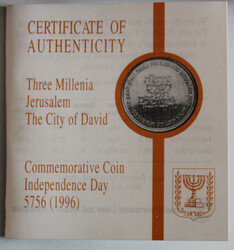 CERTIFICATE OF
AUTHENTICITY
Three Millenia
Jerusalem
The City of David
Commemorative Coin
Independence Day
5756 (1996)